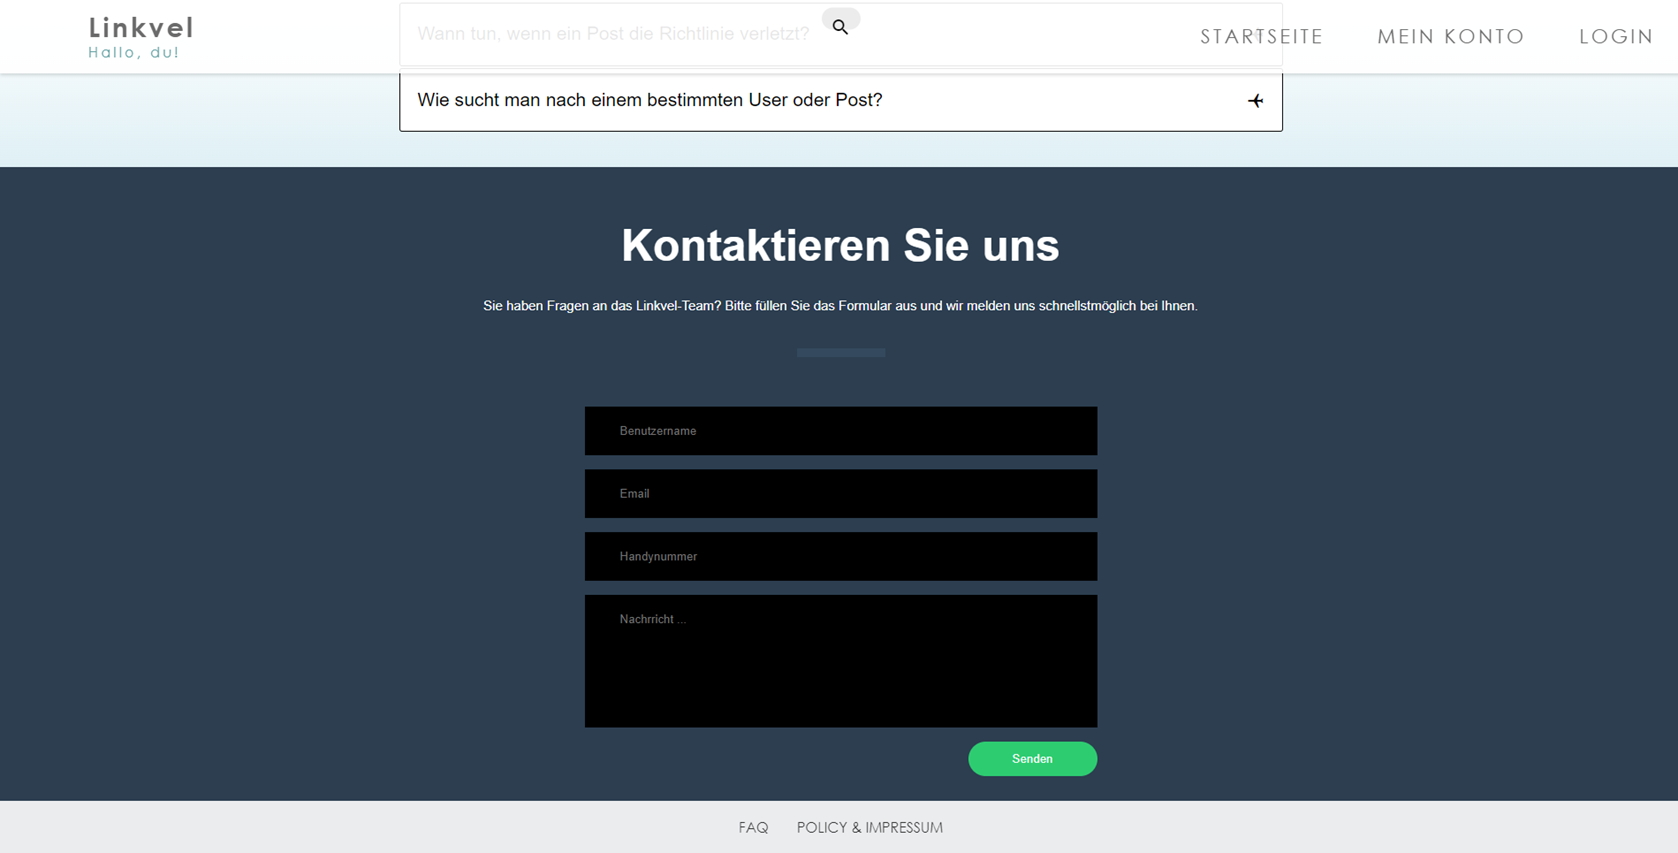 Linkvel
Hallo, du!
Wann tun, wenn ein Post die Richtlinie verletzt?
STARTSEITE MEIN KONTO LOGIN
Wie sucht man nach einem bestimmten User oder Post?
Kontaktieren Sie uns
Sie haben Fragen an das Linkvel-Team? Bitte füllen Sie das Formular aus und wir melden uns schnellstmöglich bei Ihnen.
Benutzername
Email
Handynummer
Nachrricht ...
Senden
FAQ POLICY & IMPRESSUM